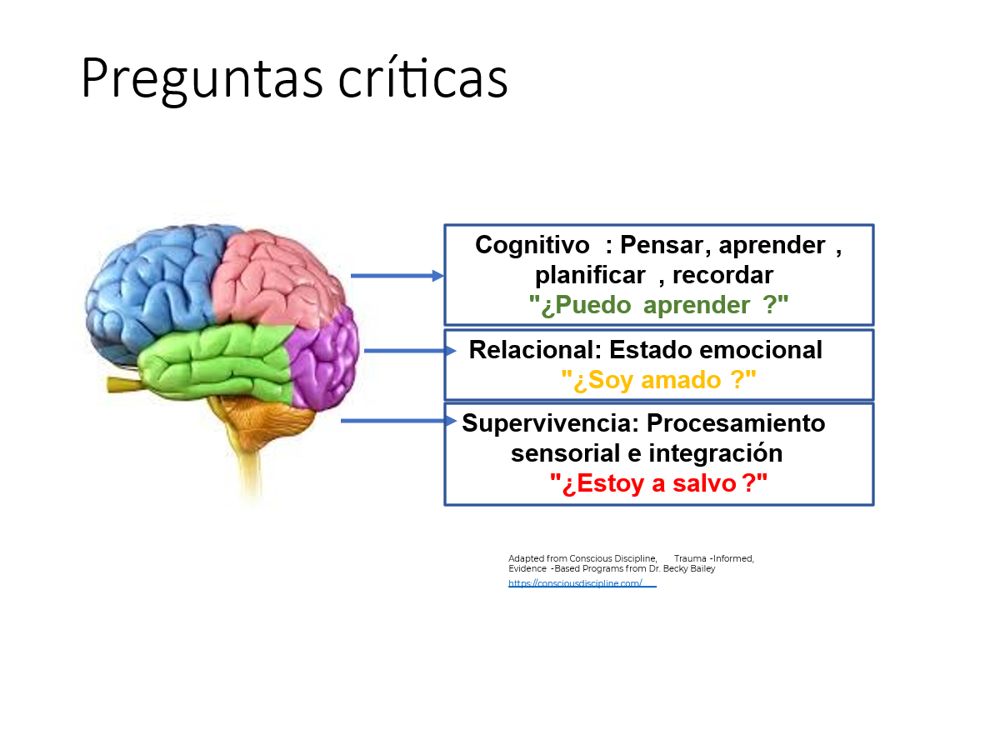 Preguntas críticas
Cognitivo : Pensar, aprender ,
planificar , recordar
"¿Puedo aprender ?"
Relacional: Estado emocional
"¿Soy amado ?"
Supervivencia: Procesamiento
sensorial e integración
"¿Estoy a salvo ?"
Adapted from Conscious Discipline, Trauma -Informed,
Evidence -Based Programs from Dr. Becky Bailey
https://consciousdiscipline.com/